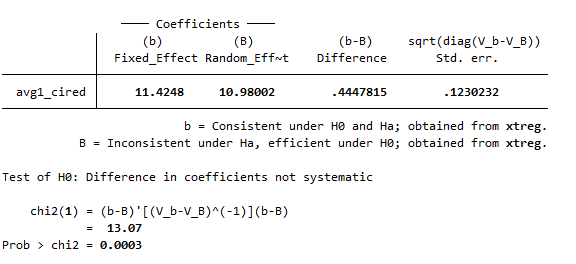 Coefficients
(b) (B) (b-B) sqrt(diag(V_b-V_B))
Fixed_Effect Random_Eff~t Difference Std. err.
avg1_cired 11.4248 10.98002 .4447815 .1230232
b = Consistent under H0 and Ha; obtained from xtreg.
B = Inconsistent under Ha, efficient under H0; obtained from xtreg.
Test of H0: Difference in coefficients not systematic
chi2(1) = (b-B)'[(V_b-V_B)^(-1)](b-B)
= 13.07
Prob > chi2 = 0.0003